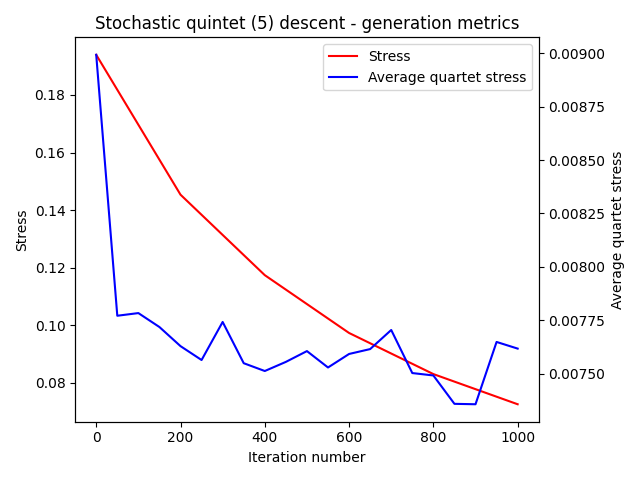 Stochastic quintet (5) descent - generation metrics
Stress
Average quartet stress
0.18
0.16
0.14
0.12
0.10
0.08
Stress
0.00900
0.00875
0.00850
0.00825
0.00800
0.00775
0.00750
Average quartet stress
0 200 400 600 800 1000
Iteration number